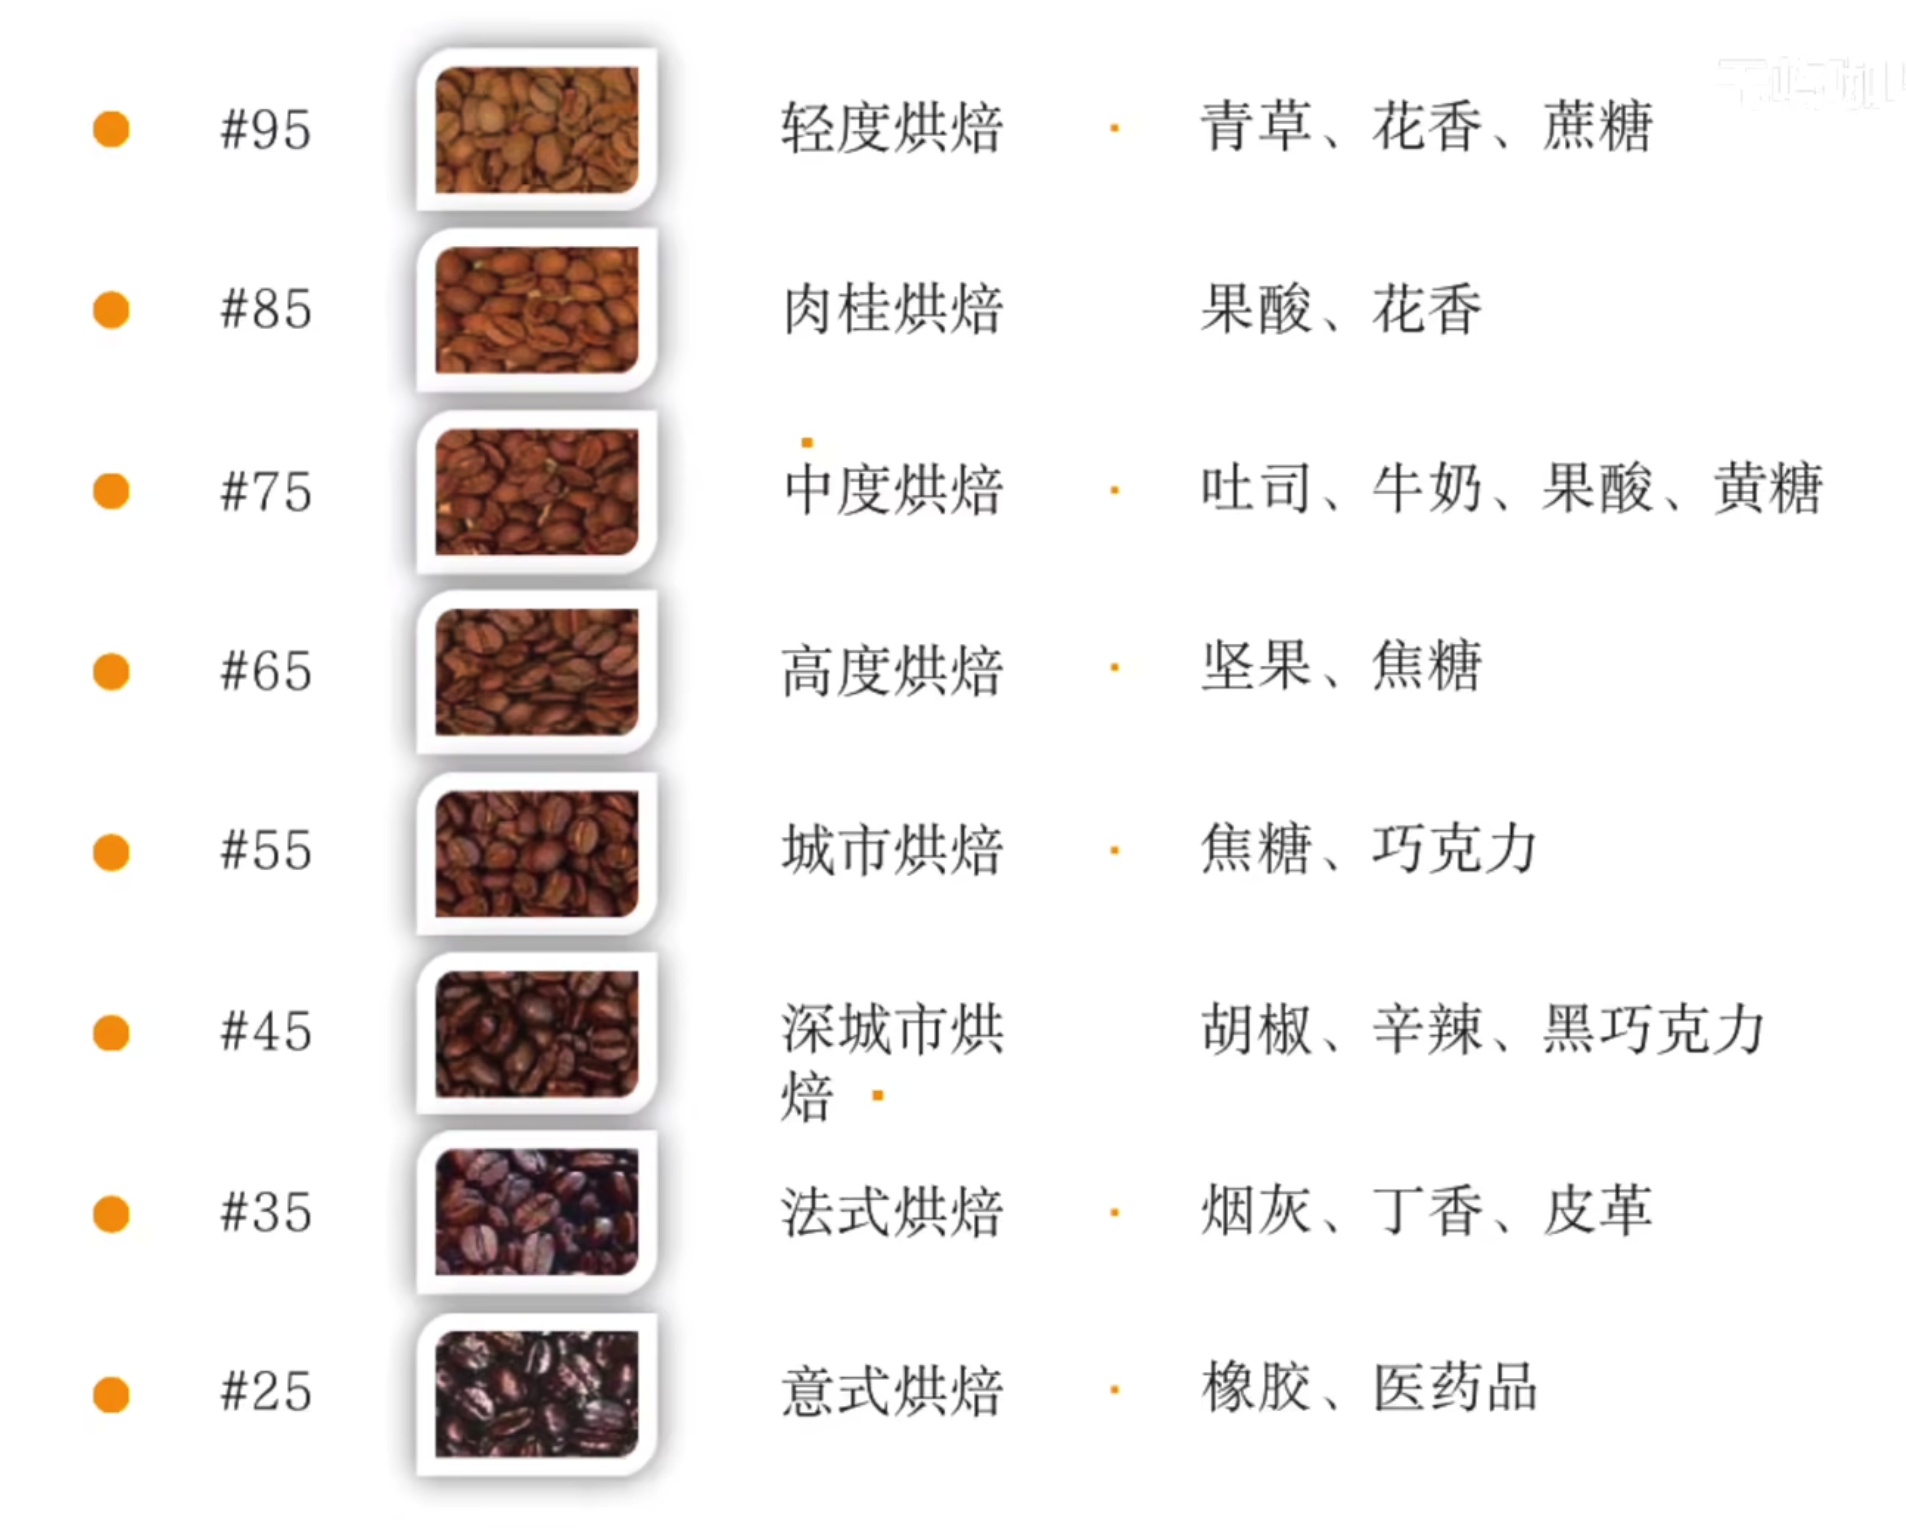 #95 轻度烘焙 · 青草、花香、蔗糖
#85 肉桂烘焙 果酸、花香
#75 中度烘焙 · 吐司、牛奶、果酸、黄糖
#65 高度烘焙 · 坚果、焦糖
#55 城市烘焙 · 焦糖、巧克力
#45 深城市烘 胡椒、辛辣、黑巧克力
焙
#35 法式烘焙 · 烟灰、丁香、皮革
#25 意式烘焙 · 橡胶、医药品